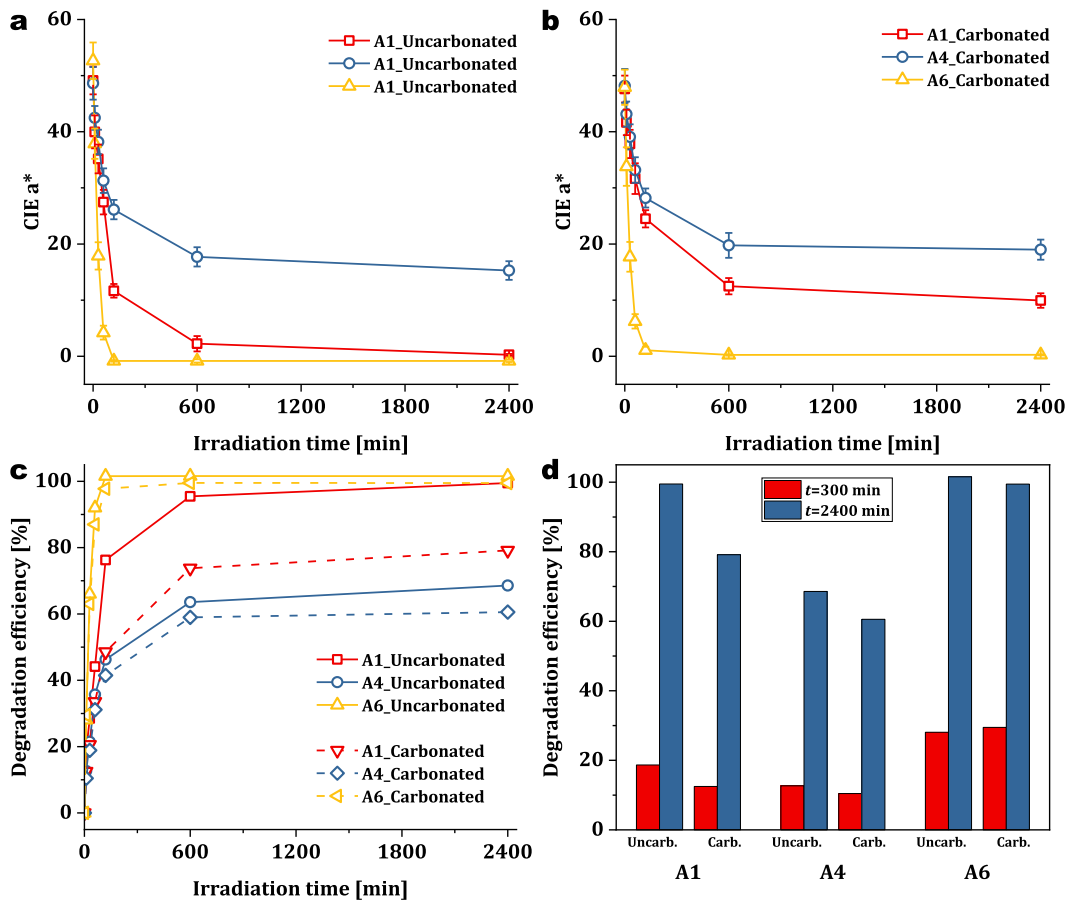 a
60
40
20
0
CIE a*
A1_Uncarbonated
A1_Uncarbonated
A1_Uncarbonated
0 600 1200 1800 2400
Irradiation time [min]
b
60
40
20
0
CIE a*
A1_Carbonated
A4_Carbonated
A6_Carbonated
0 600 1200 1800 2400
Irradiation time [min]
c
100
80
60
40
20
0
Degradation efficiency [%]
A1_Uncarbonated
A4_Uncarbonated
A6_Uncarbonated
A1_Carbonated
A4_Carbonated
A6_Carbonated
0 600 1200 1800 2400
Irradiation time [min]
d
100
80
60
40
20
0
Degradation efficiency [%]
t=300 min
t=2400 min
Uncarb. Carb. Uncarb. Carb. Uncarb. Carb.
A1 A4 A6